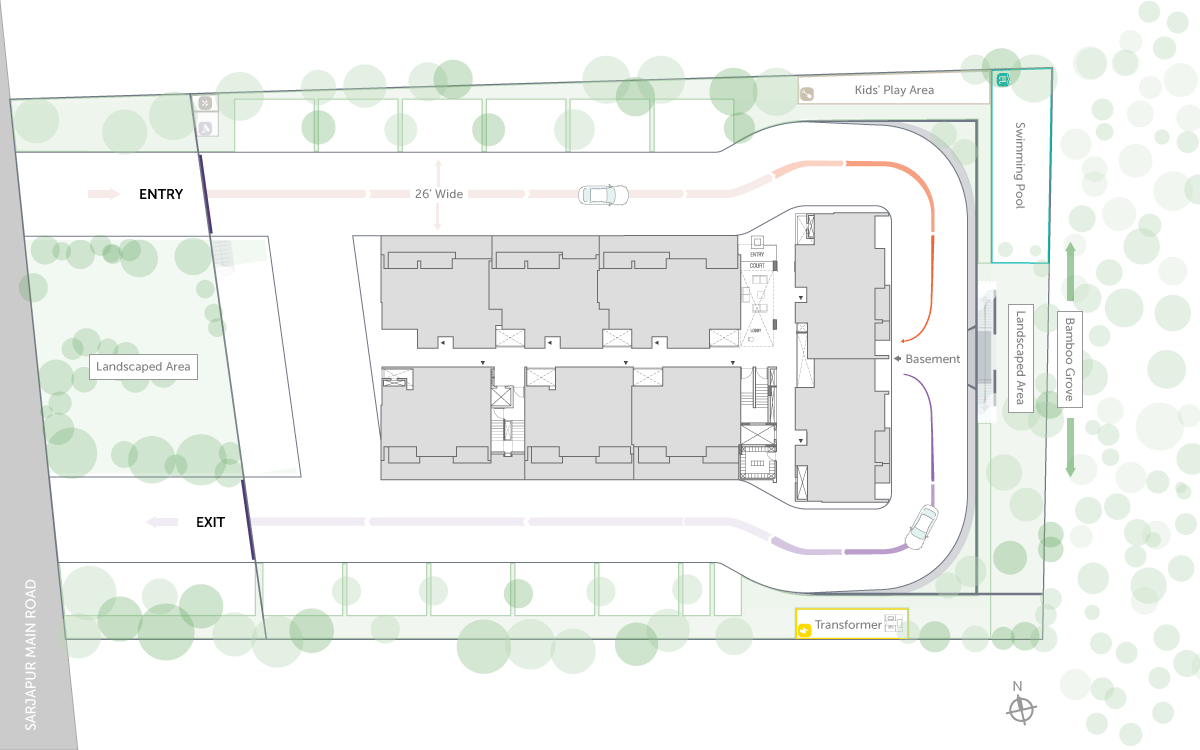 Kids' Play Area
Swimming Pool
ENTRY
26' Wide
ENTRY
COURT
LOBBY
Landscaped Area
Basement
Landscaped Area
Bamboo Grove
EXIT
SARJAPUR MAIN ROAD
Transformer
N